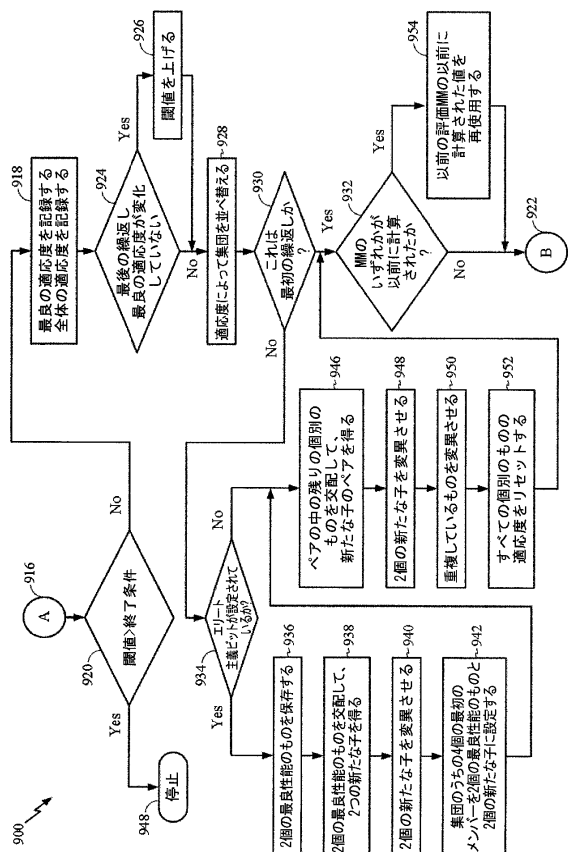 900
A
916
閾値>終了条件
920
Yes
No
停止
948
最良の適応度を記録する
全体の適応度を記録する
918
最後の繰返し
最良の適応度が変化
していない
924
Yes
No
閾値を上げる
926
適応度によって集団を並べ替える
928
これは
最初の繰返しか
?
930
No
Yes
エリート
主義ビットが設定されて
いるか?
934
Yes
No
2個の最良性能のものを保存する
936
2個の最良性能のものを交配して、
2つの新たな子を得る
938
2個の新たな子を変異させる
940
集団のうちの4個の最初の
メンバーを2個の最良性能のものと
2個の新たな子に設定する
942
ペアの中の残りの個別の
ものを交配して、
新たな子のペアを得る
946
2個の新たな子を変異させる
948
重複しているものを変異させる
950
すべての個別のものの
適応度をリセットする
952
MMの
いずれかが
以前に計算
されたか
?
932
Yes
No
以前の評価MMの以前に
計算された値を
再使用する
954
B
922